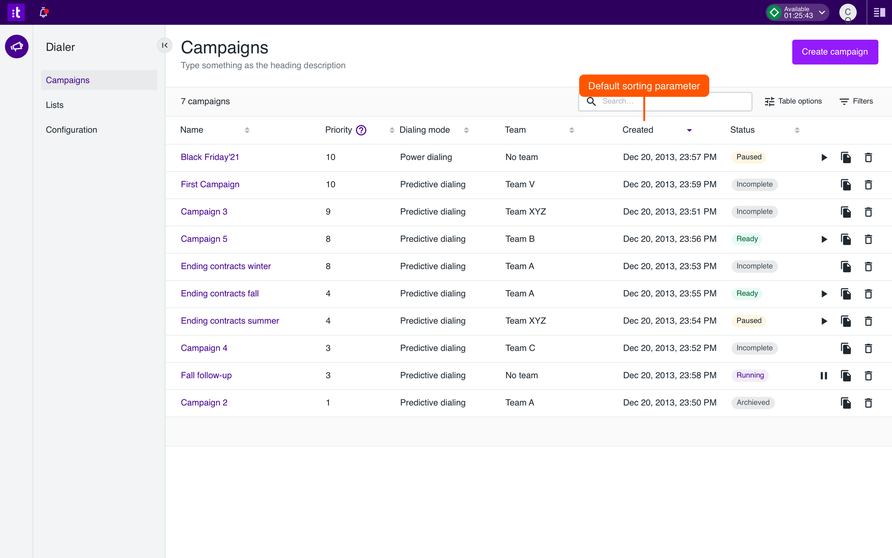 :t
Available
01:25:43
C
Dialer
Campaigns
Lists
Configuration
Campaigns
Type something as the heading description
Create campaign
Default sorting parameter
7 campaigns
Search...
Table options
Filters
Name Priority ? Dialing mode Team Created Status
Black Friday'21 10 Power dialing No team Dec 20, 2013, 23:57 PM Paused
First Campaign 10 Predictive dialing Team V Dec 20, 2013, 23:59 PM Incomplete
Campaign 3 9 Predictive dialing Team XYZ Dec 20, 2013, 23:51 PM Incomplete
Campaign 5 8 Predictive dialing Team B Dec 20, 2013, 23:56 PM Ready
Ending contracts winter 8 Predictive dialing Team A Dec 20, 2013, 23:53 PM Incomplete
Ending contracts fall 4 Predictive dialing Team A Dec 20, 2013, 23:55 PM Ready
Ending contracts summer 4 Predictive dialing Team XYZ Dec 20, 2013, 23:54 PM Paused
Campaign 4 3 Predictive dialing Team C Dec 20, 2013, 23:52 PM Incomplete
Fall follow-up 3 Predictive dialing No team Dec 20, 2013, 23:58 PM Running
Campaign 2 1 Predictive dialing Team A Dec 20, 2013, 23:50 PM Archieved